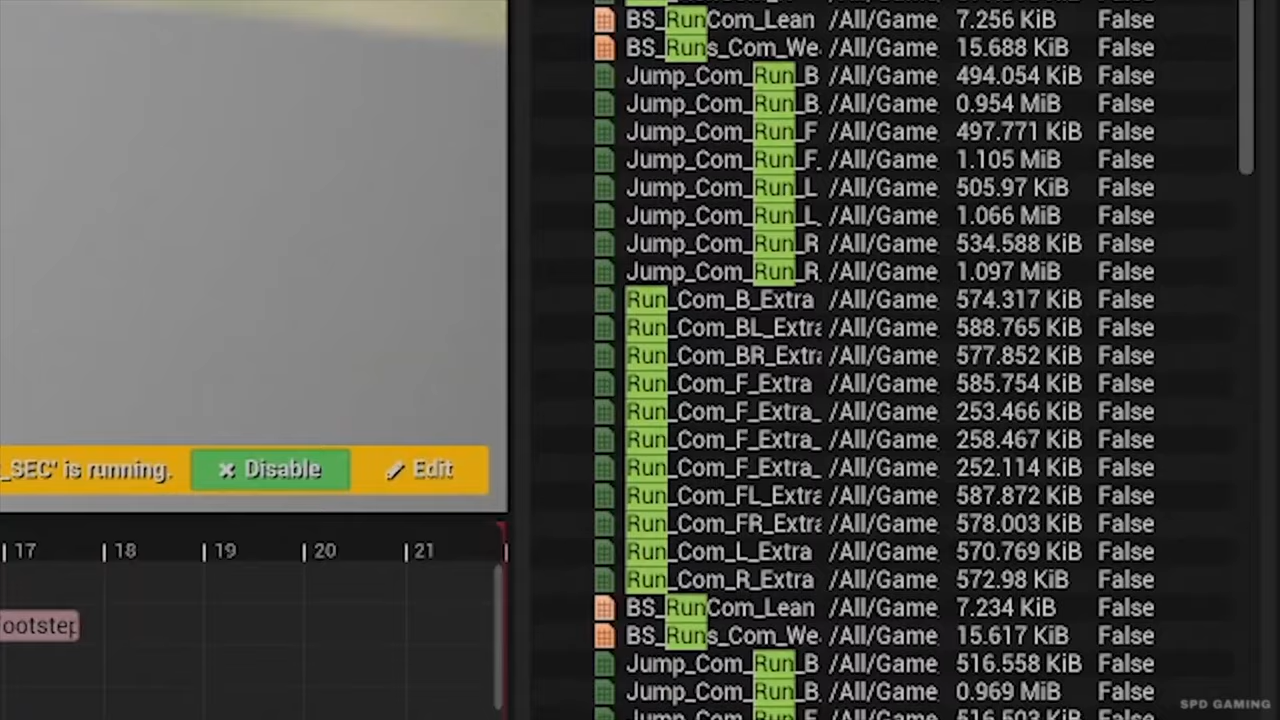 BS_RunCom_Lean /All/Game 7.256 KiB False
BS_Runs_Com_We /All/Game 15.688 KiB False
Jump_Com_Run_B /All/Game 494.054 KiB False
Jump_Com_Run_B /All/Game 0.954 MiB False
Jump_Com_Run_F /All/Game 497.771 KiB False
Jump_Com_Run_F /All/Game 1.105 MiB False
Jump_Com_Run_L /All/Game 505.97 KiB False
Jump_Com_Run_L /All/Game 1.066 MiB False
Jump_Com_Run_R /All/Game 534.588 KiB False
Jump_Com_Run_R /All/Game 1.097 MiB False
Run_Com_B_Extra /All/Game 574.317 KiB False
Run_Com_BL_Extra /All/Game 588.765 KiB False
Run_Com_BR_Extra /All/Game 577.852 KiB False
Run_Com_F_Extra /All/Game 585.754 KiB False
Run_Com_F_Extra_ /All/Game 253.466 KiB False
Run_Com_F_Extra_ /All/Game 258.467 KiB False
Run_Com_F_Extra_ /All/Game 252.114 KiB False
Run_Com_FL_Extra /All/Game 587.872 KiB False
Run_Com_FR_Extra /All/Game 578.003 KiB False
Run_Com_L_Extra /All/Game 570.769 KiB False
Run_Com_R_Extra /All/Game 572.98 KiB False
BS_RunCom_Lean /All/Game 7.234 KiB False
BS_Runs_Com_We /All/Game 15.617 KiB False
Jump_Com_Run_B /All/Game 516.558 KiB False
Jump_Com_Run_B /All/Game 0.969 MiB False
_SEC" is running. Disable Edit
17 18 19 20 21
ootstep
SPD GAMING